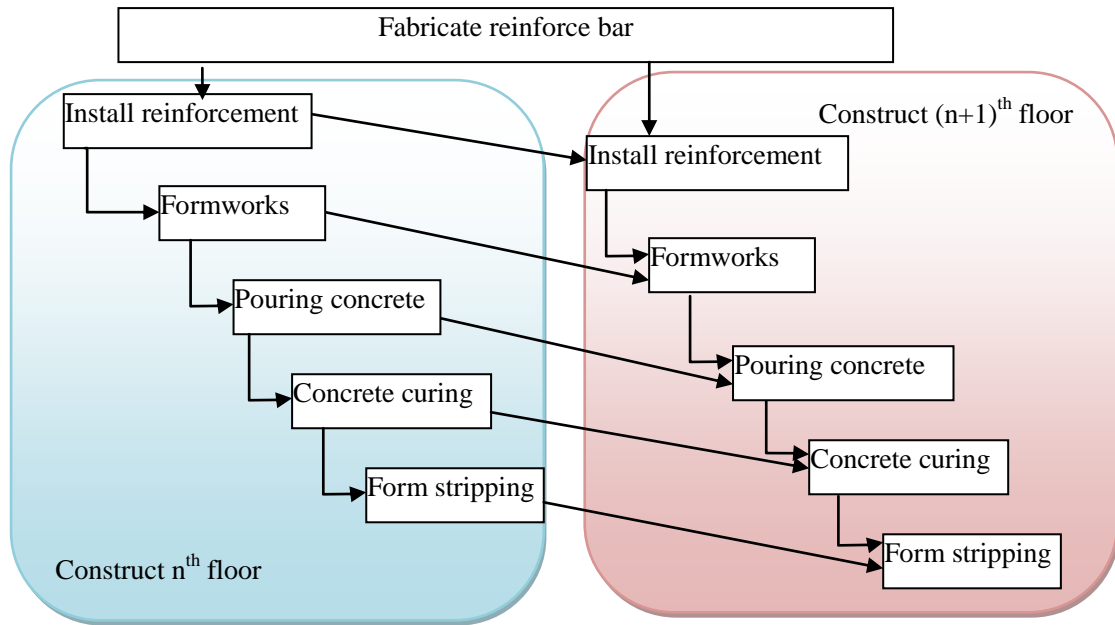 Fabricate reinforce bar
Install reinforcement
Formworks
Pouring concrete
Concrete curing
Form stripping
Construct nth floor
Construct (n+1)th floor
Install reinforcement
Formworks
Pouring concrete
Concrete curing
Form stripping